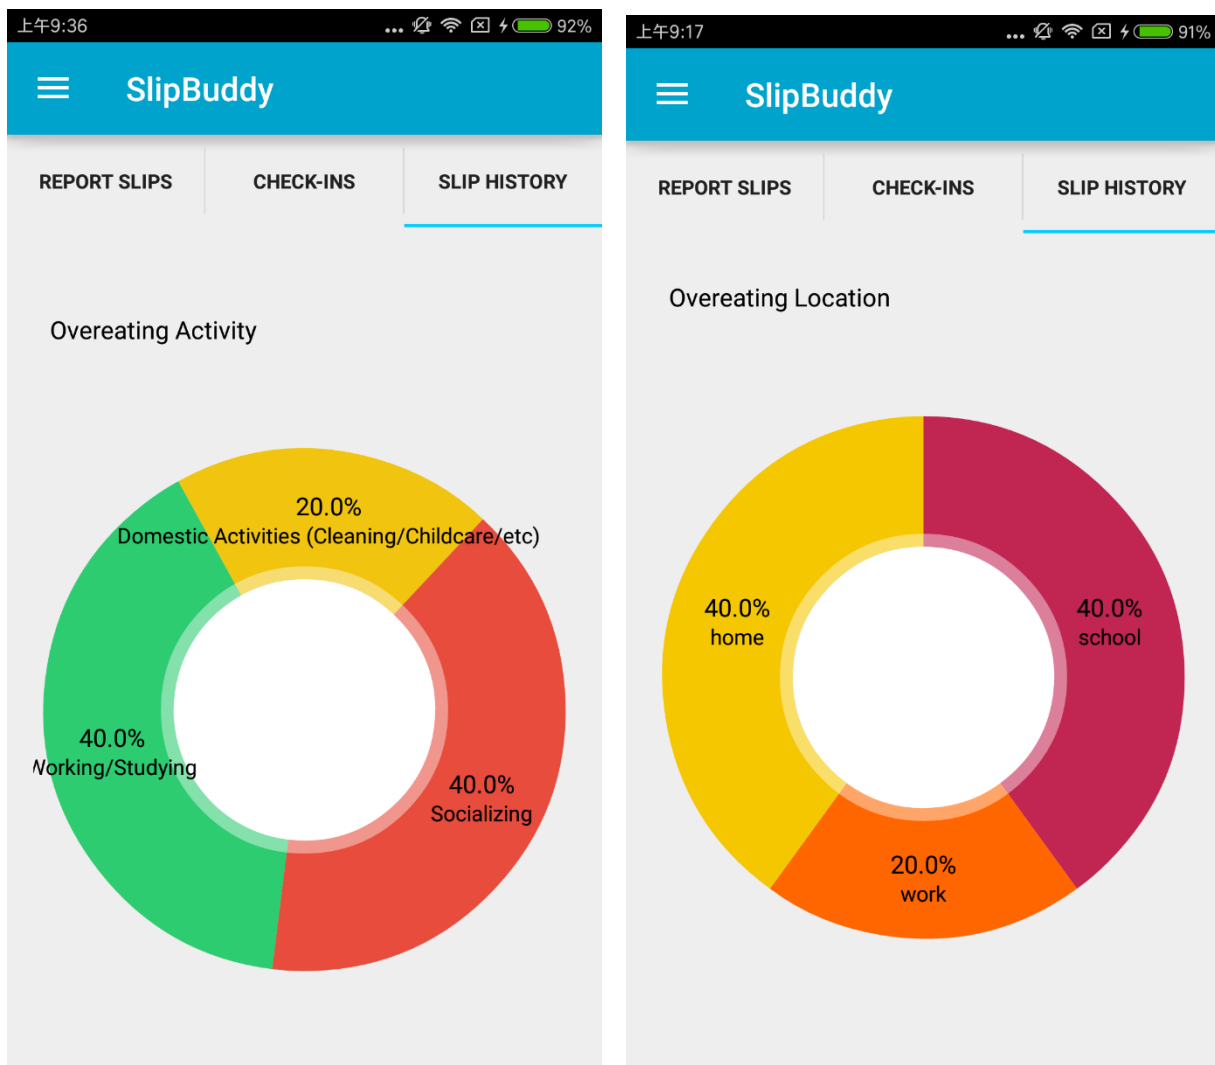 上午9:36
... 92%
SlipBuddy
REPORT SLIPS
CHECK-INS
SLIP HISTORY
Overeating Activity
20.0%
Domestic Activities (Cleaning/Childcare/etc)
40.0%
Working/Studying
40.0%
Socializing
上午9:17
... 91%
SlipBuddy
REPORT SLIPS
CHECK-INS
SLIP HISTORY
Overeating Location
40.0%
home
40.0%
school
20.0%
work